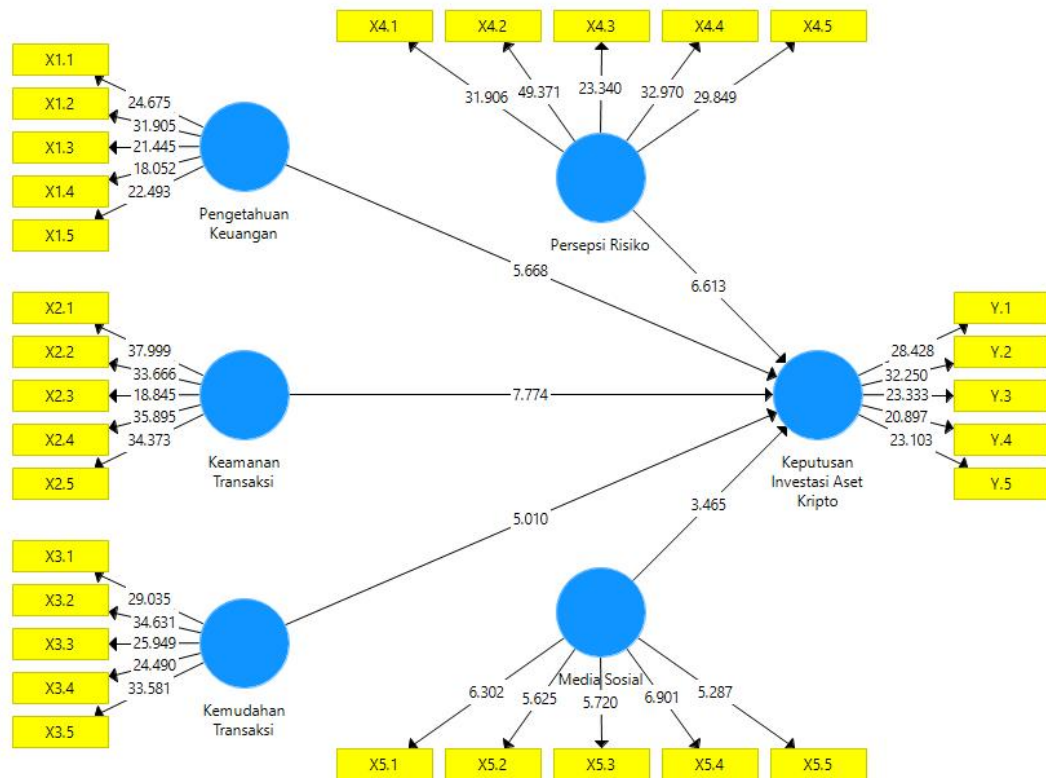 X4.1
X4.2
X4.3
X4.4
X4.5
31.906
49.371
23.340
32.970
29.849
Persepsi Risiko
6.613
X1.1
X1.2
X1.3
X1.4
X1.5
24.675
31.905
21.445
18.052
22.493
Pengetahuan
Keuangan
5.668
X2.1
X2.2
X2.3
X2.4
X2.5
37.999
33.666
18.845
35.895
34.373
Keamanan
Transaksi
7.774
X3.1
X3.2
X3.3
X3.4
X3.5
29.035
34.631
25.949
24.490
33.581
Kemudahan
Transaksi
5.010
Keputusan
Investasi Aset
Kripto
28.428
32.250
23.333
20.897
23.103
Y.1
Y.2
Y.3
Y.4
Y.5
3.465
Media Sosial
6.302
5.625
5.720
6.901
5.287
X5.1
X5.2
X5.3
X5.4
X5.5